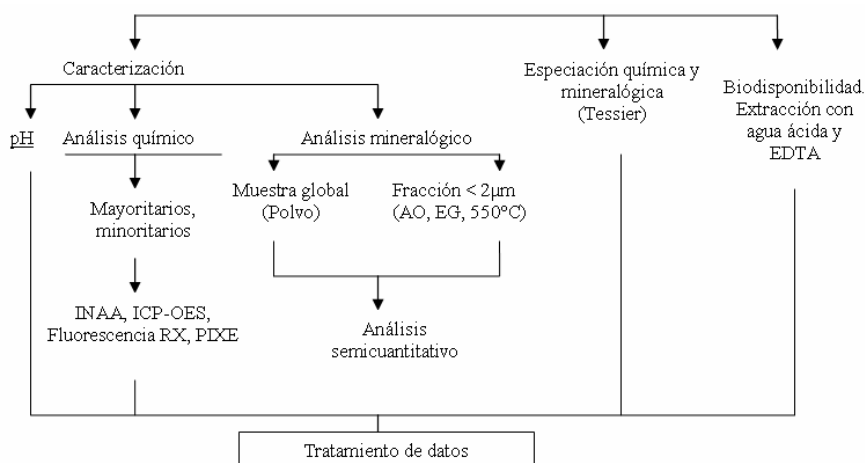 Caracterización
Especiación química y
mineralógica
(Tessier)
Biodisponibilidad.
Extracción con
agua ácida y
EDTA
pH
Análisis químico
Análisis mineralógico
Mayoritarios,
minoritarios
Muestra global
(Polvo)
Fracción < 2µm
(AO, EG, 550°C)
INAA, ICP-OES,
Fluorescencia RX, PIXE
Análisis
semicuantitativo
Tratamiento de datos